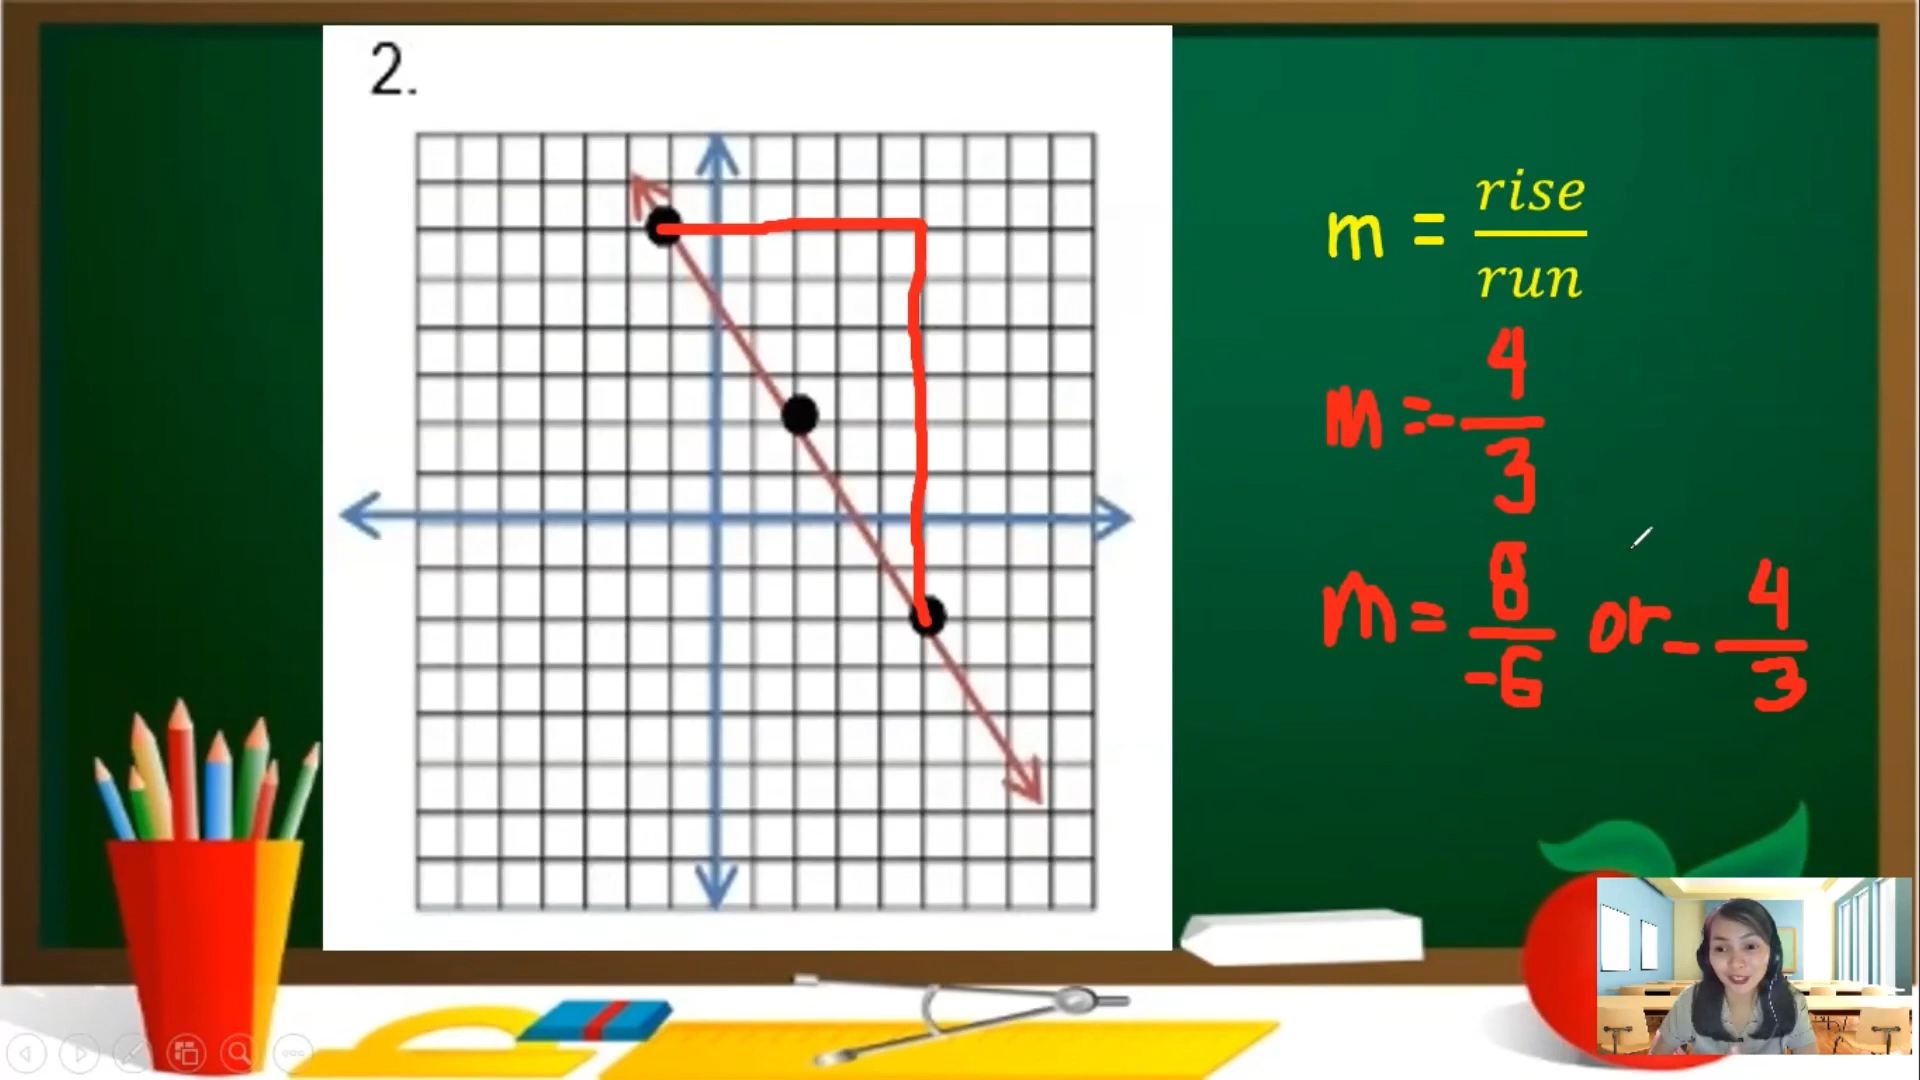 2.
m = rise/run
m = - 4/3
m = 8/-6 or - 4/3